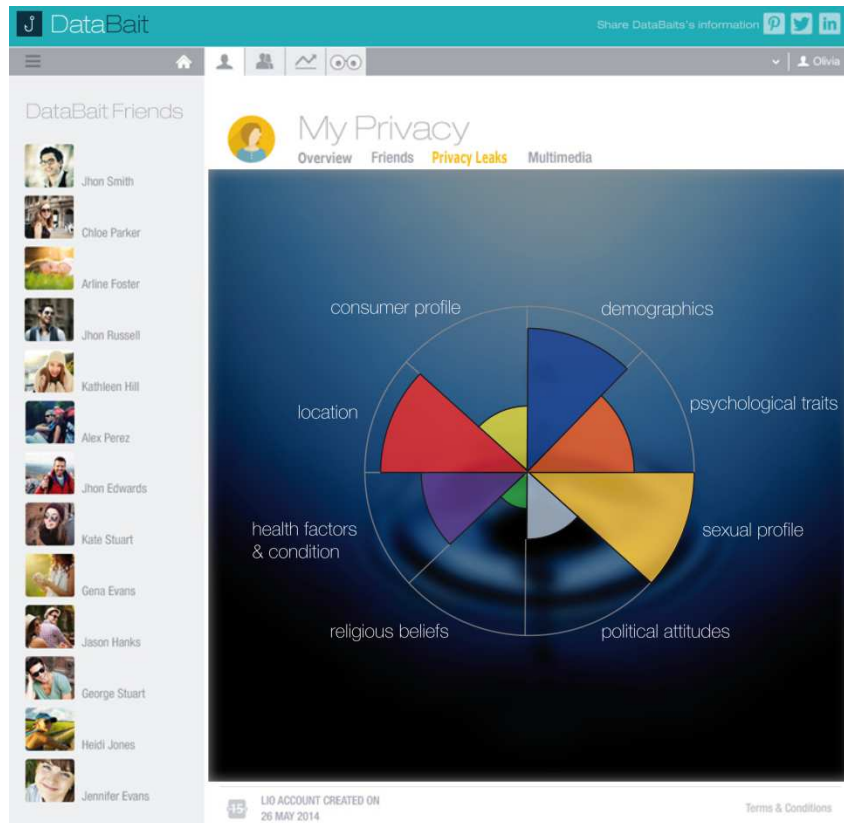 DataBait
Share DataBaits's information
Olivia
DataBait Friends
Jhon Smith
Chloe Parker
Arline Foster
Jhon Russell
Kathleen Hill
Alex Perez
Jhon Edwards
Kate Stuart
Gena Evans
Jason Hanks
George Stuart
Heidi Jones
Jennifer Evans
My Privacy
Overview Friends Privacy Leaks Multimedia
consumer profile
demographics
location
psychological traits
health factors
& condition
sexual profile
religious beliefs
political attitudes
15
LIO ACCOUNT CREATED ON
26 MAY 2014
Terms & Conditions